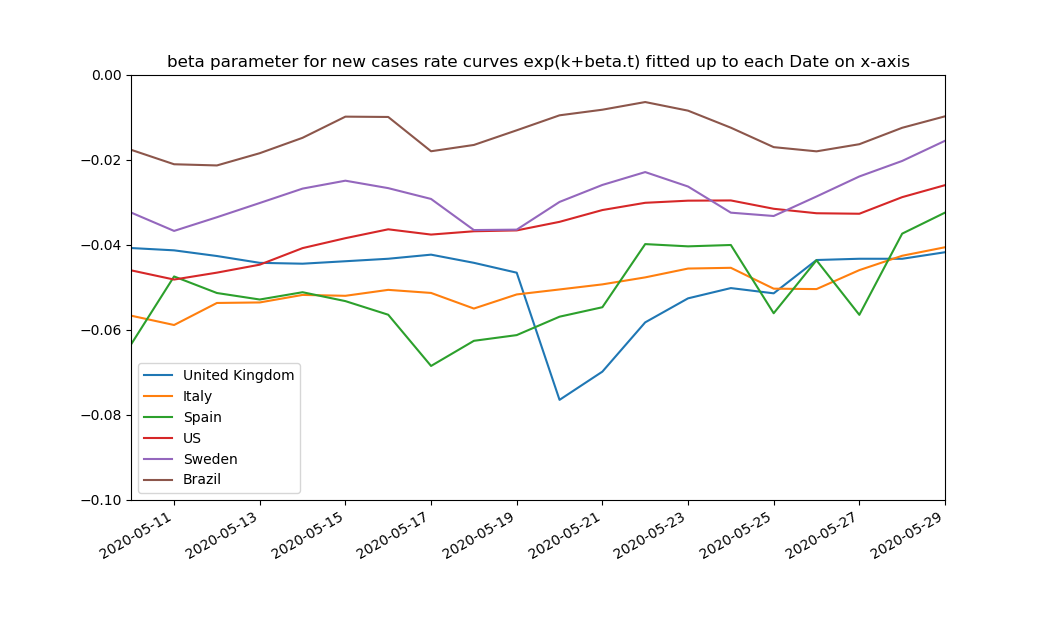 beta parameter for new cases rate curves exp(k+beta.t) fitted up to each Date on x-axis
0.00
−0.02
−0.04
−0.06
−0.08
−0.10
United Kingdom
Italy
Spain
US
Sweden
Brazil
2020-05-11
2020-05-13
2020-05-15
2020-05-17
2020-05-19
2020-05-21
2020-05-23
2020-05-25
2020-05-27
2020-05-29